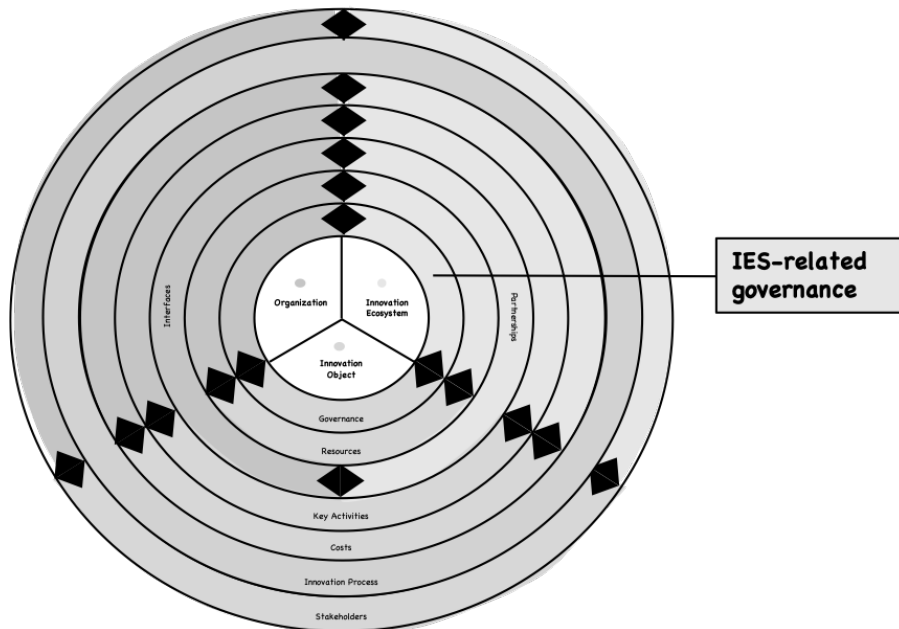 IES-related
governance
Interfaces
Partnerships
Organization
Innovation
Ecosystem
Innovation
Object
Governance
Resources
Key Activities
Costs
Innovation Process
Stakeholders